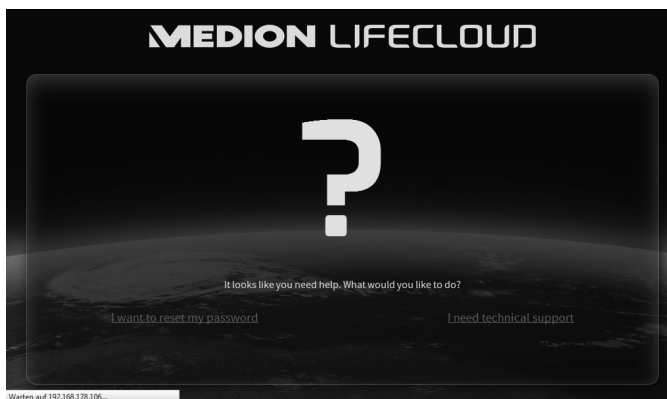 MEDION LIFECLOUD
?
It looks like you need help. What would you like to do?
I want to reset my password
I need technical support
Warten auf 192.168.178.106...